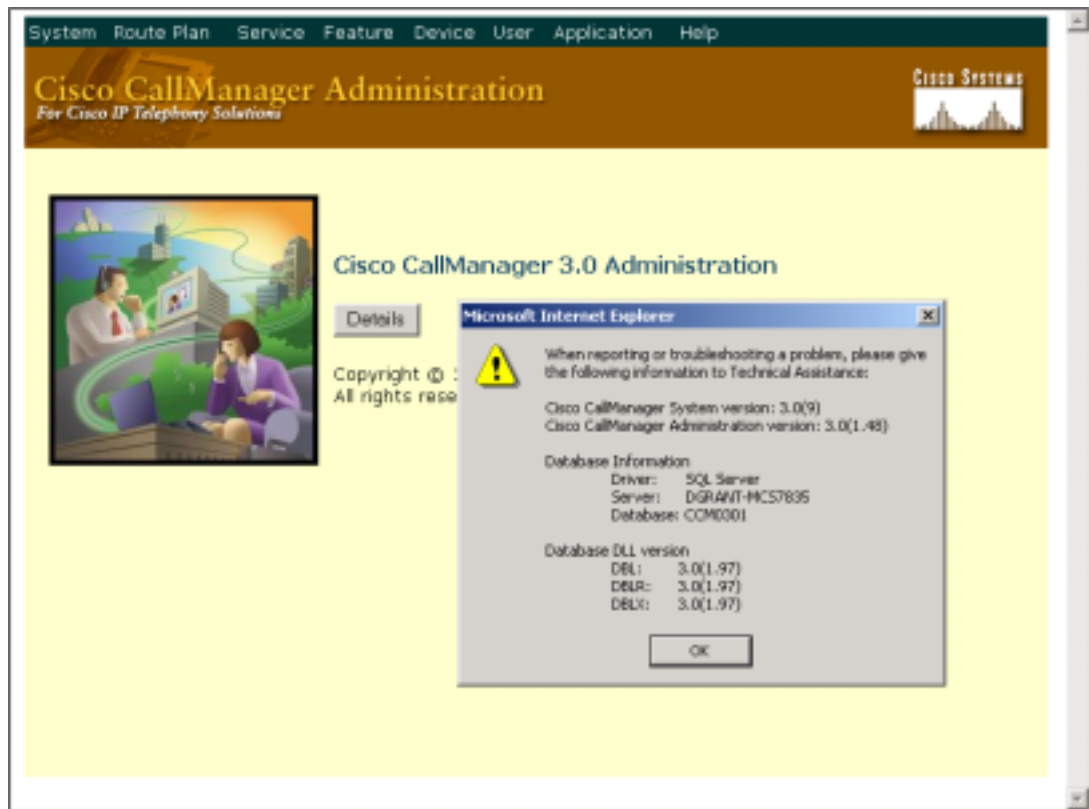 System Route Plan Service Feature Device User Application Help
Cisco CallManager Administration
For Cisco IP Telephony Solutions
CISCO SYSTEMS
Cisco CallManager 3.0 Administration
Details
Copyright ©
All rights rese
Microsoft Internet Explorer
When reporting or troubleshooting a problem, please give
the following information to Technical Assistance:
Cisco CallManager System version: 3.0(9)
Cisco CallManager Administration version: 3.0(1.48)
Database Information
Driver: SQL Server
Server: DGRANT-MCS7835
Database: CCM0301
Database DLL version
DBL: 3.0(1.97)
DBLR: 3.0(1.97)
DBLX: 3.0(1.97)
OK